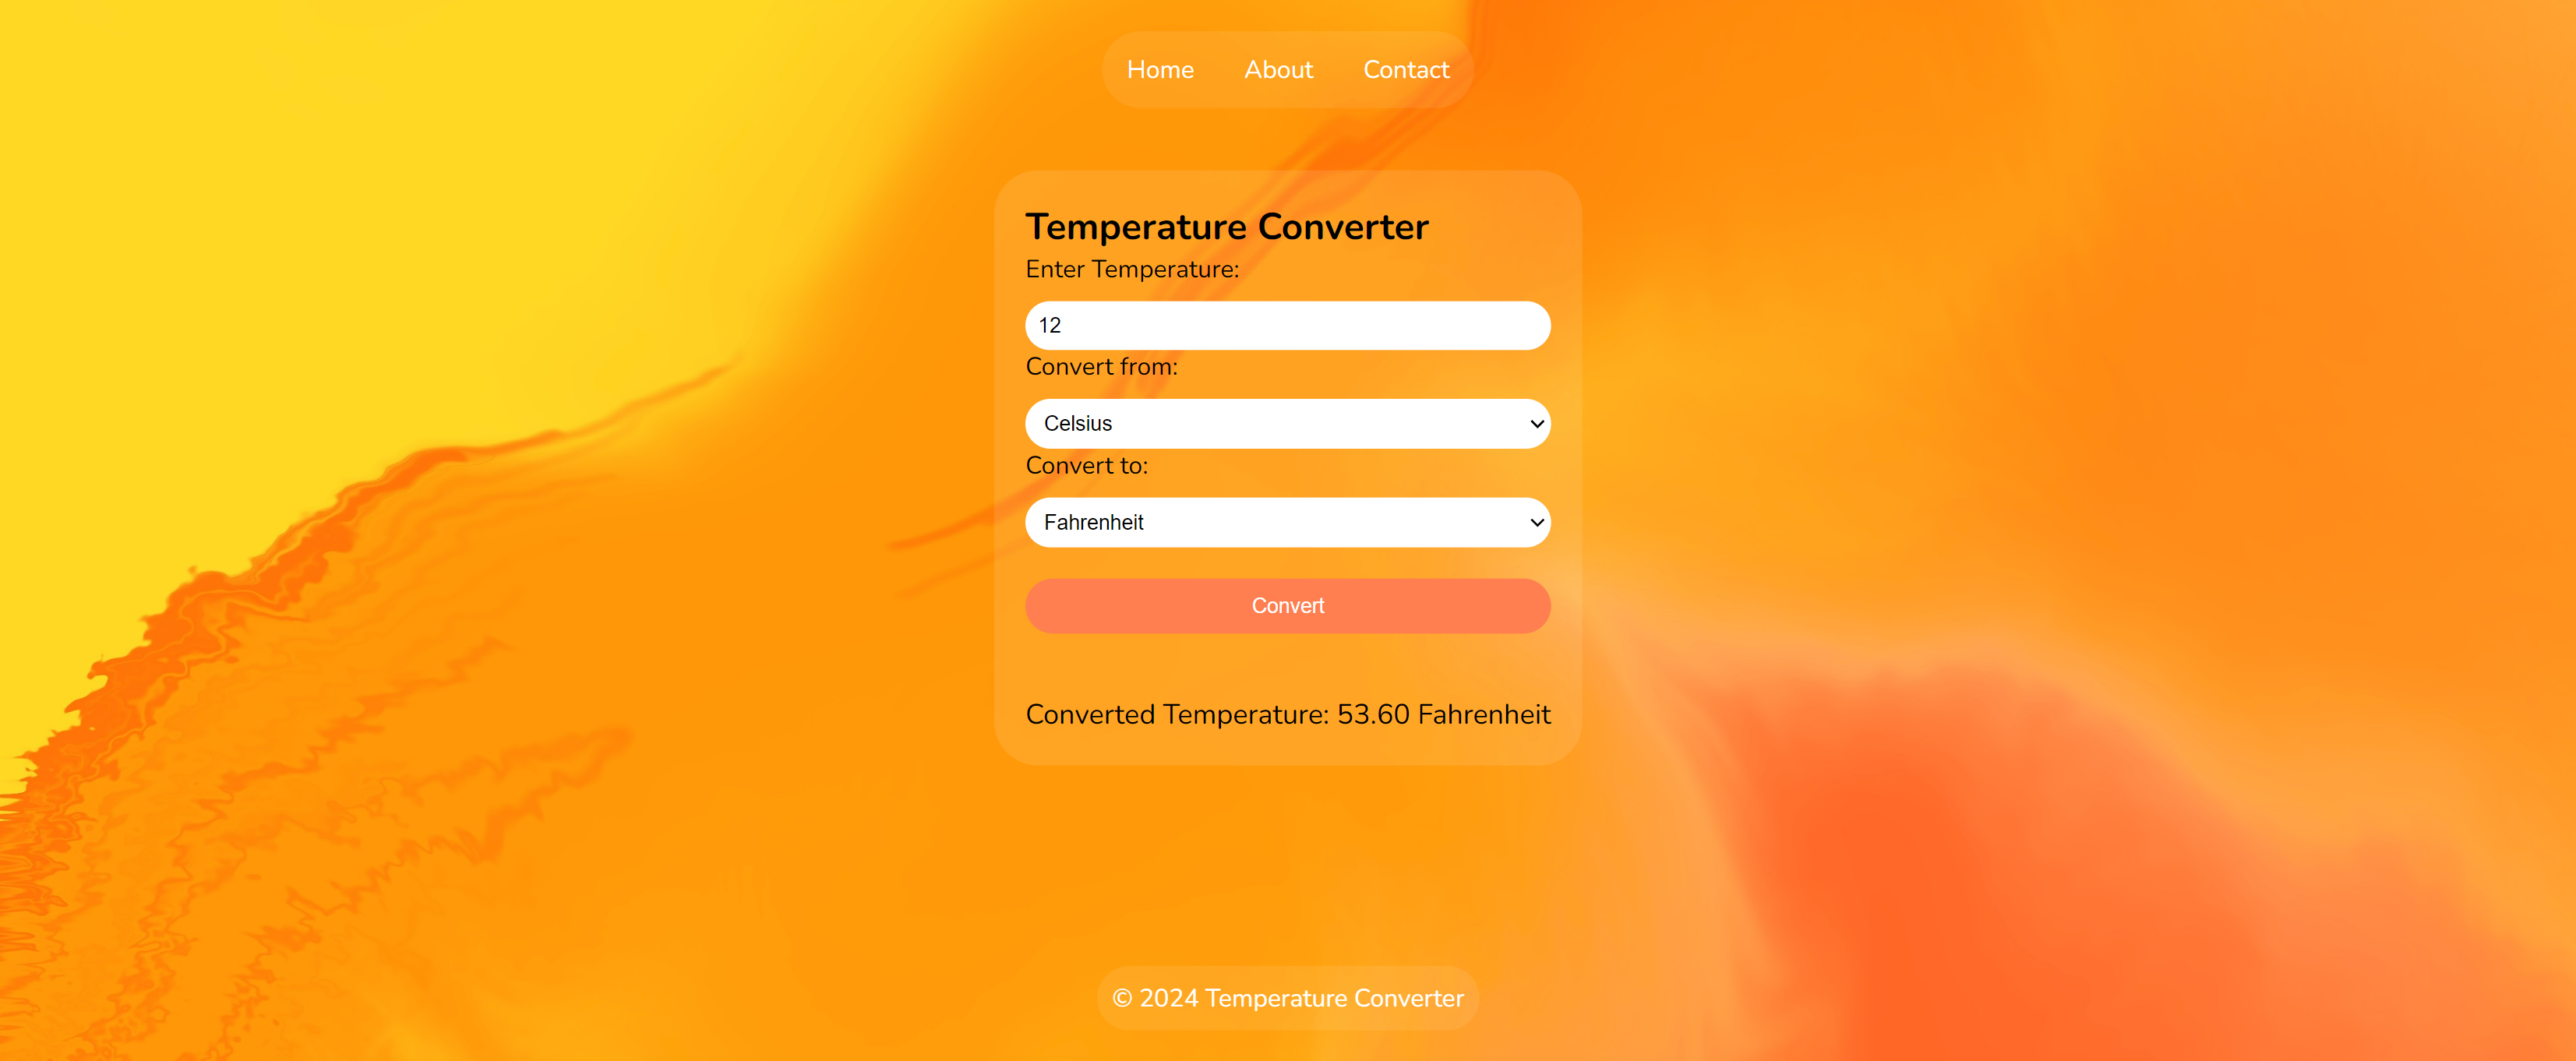 Home About Contact
Temperature Converter
Enter Temperature:
12
Convert from:
Celsius
Convert to:
Fahrenheit
Convert
Converted Temperature: 53.60 Fahrenheit
© 2024 Temperature Converter